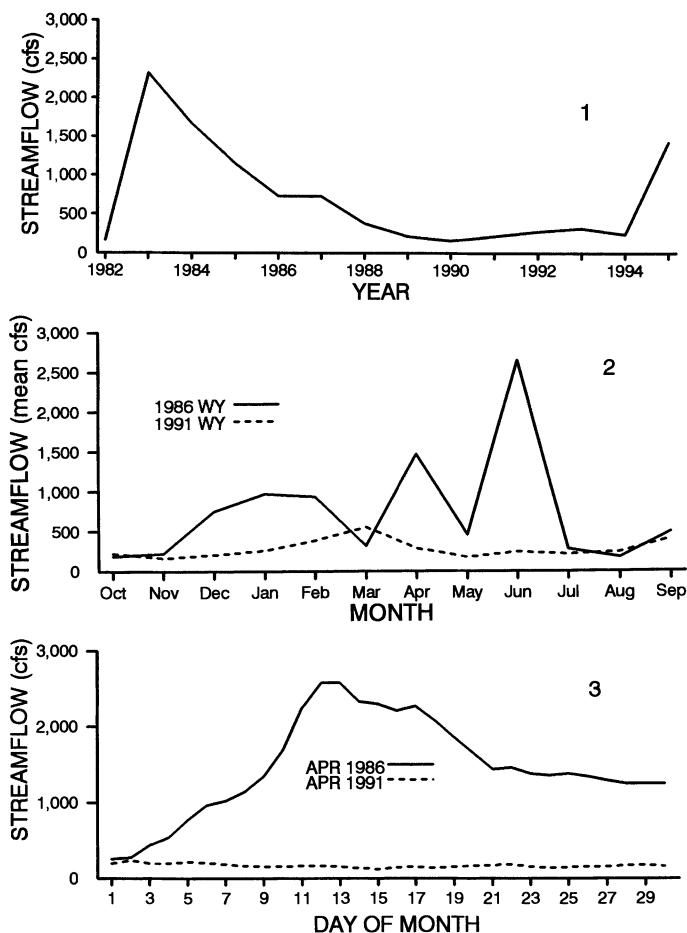 3,000
2,500
2,000
1,500
1,000
500
0
STREAMFLOW (cfs)
1
1982 1984 1986 1988 1990 1992 1994
YEAR
3,000
2,500
2,000
1,500
1,000
500
0
STREAMFLOW (mean cfs)
2
1986 WY
1991 WY
Oct Nov Dec Jan Feb Mar Apr May Jun Jul Aug Sep
MONTH
3,000
2,000
1,000
0
STREAMFLOW (cfs)
3
APR 1986
APR 1991
1 3 5 7 9 11 13 15 17 19 21 23 25 27 29
DAY OF MONTH